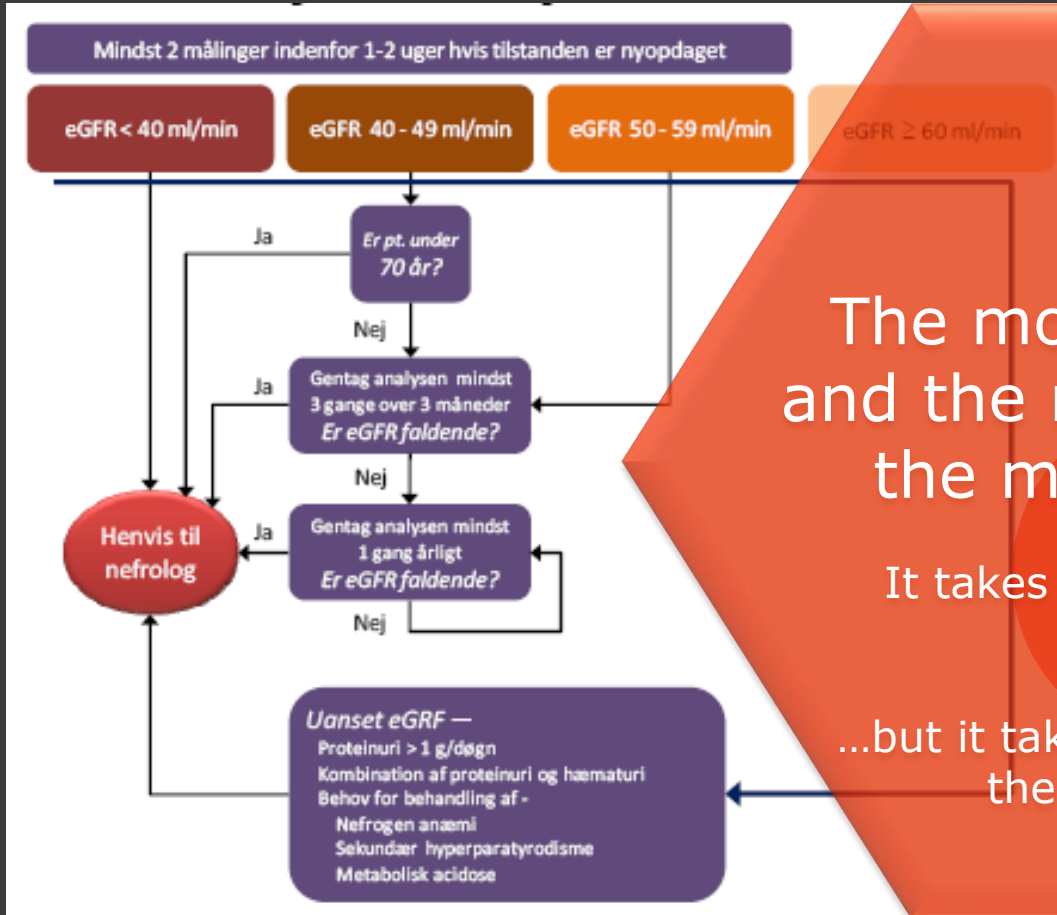 Mindst 2 målinger indenfor 1-2 uger hvis tilstanden er nyopdaget
eGFR < 40 ml/min
eGFR 40 - 49 ml/min
eGFR 50 - 59 ml/min
eGFR ≥ 60 ml/min
Er pt. under
70 år?
Ja
Nej
Gentag analysen mindst
3 gange over 3 måneder
Er eGFR faldende?
Ja
Nej
Gentag analysen mindst
1 gang årligt
Er eGFR faldende?
Ja
Nej
Henvis til
nefrolog
Uanset eGRF —
Proteinuri > 1 g/døgn
Kombination af proteinuri og hæmaturi
Behov for behandling af -
Nefrogen anæmi
Sekundær hyperparatyrodisme
Metabolisk acidose
The mo
and the
the m
It takes
...but it tak
the